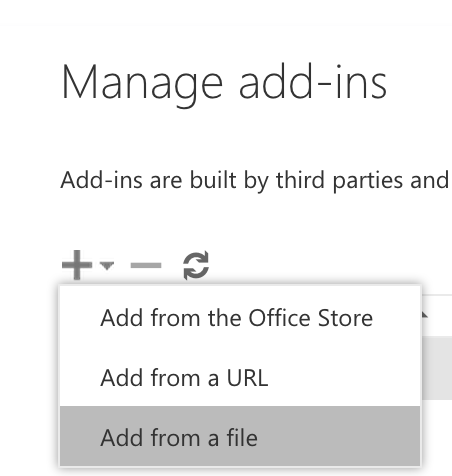 Manage add-ins
Add-ins are built by third parties and
Add from the Office Store
Add from a URL
Add from a file